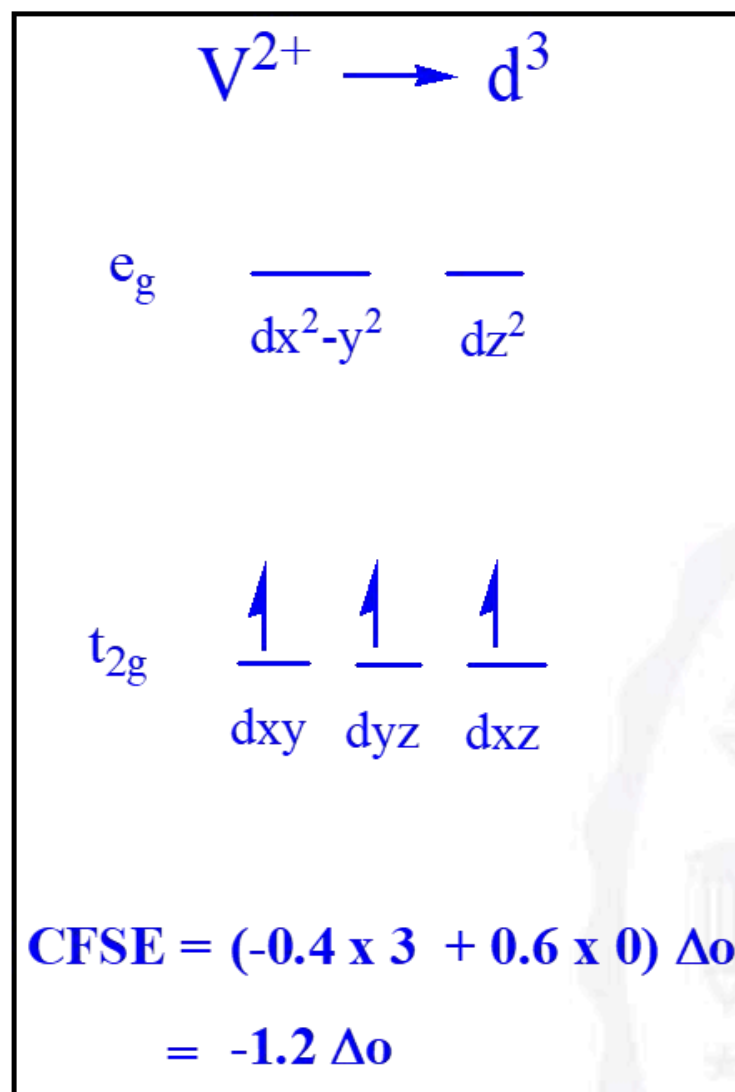 V²⁺ → d³
e_g
dx²-y² dz²
t₂g
dxy dyz dxz
CFSE = (-0.4 x 3 + 0.6 x 0) Δo
= -1.2 Δo